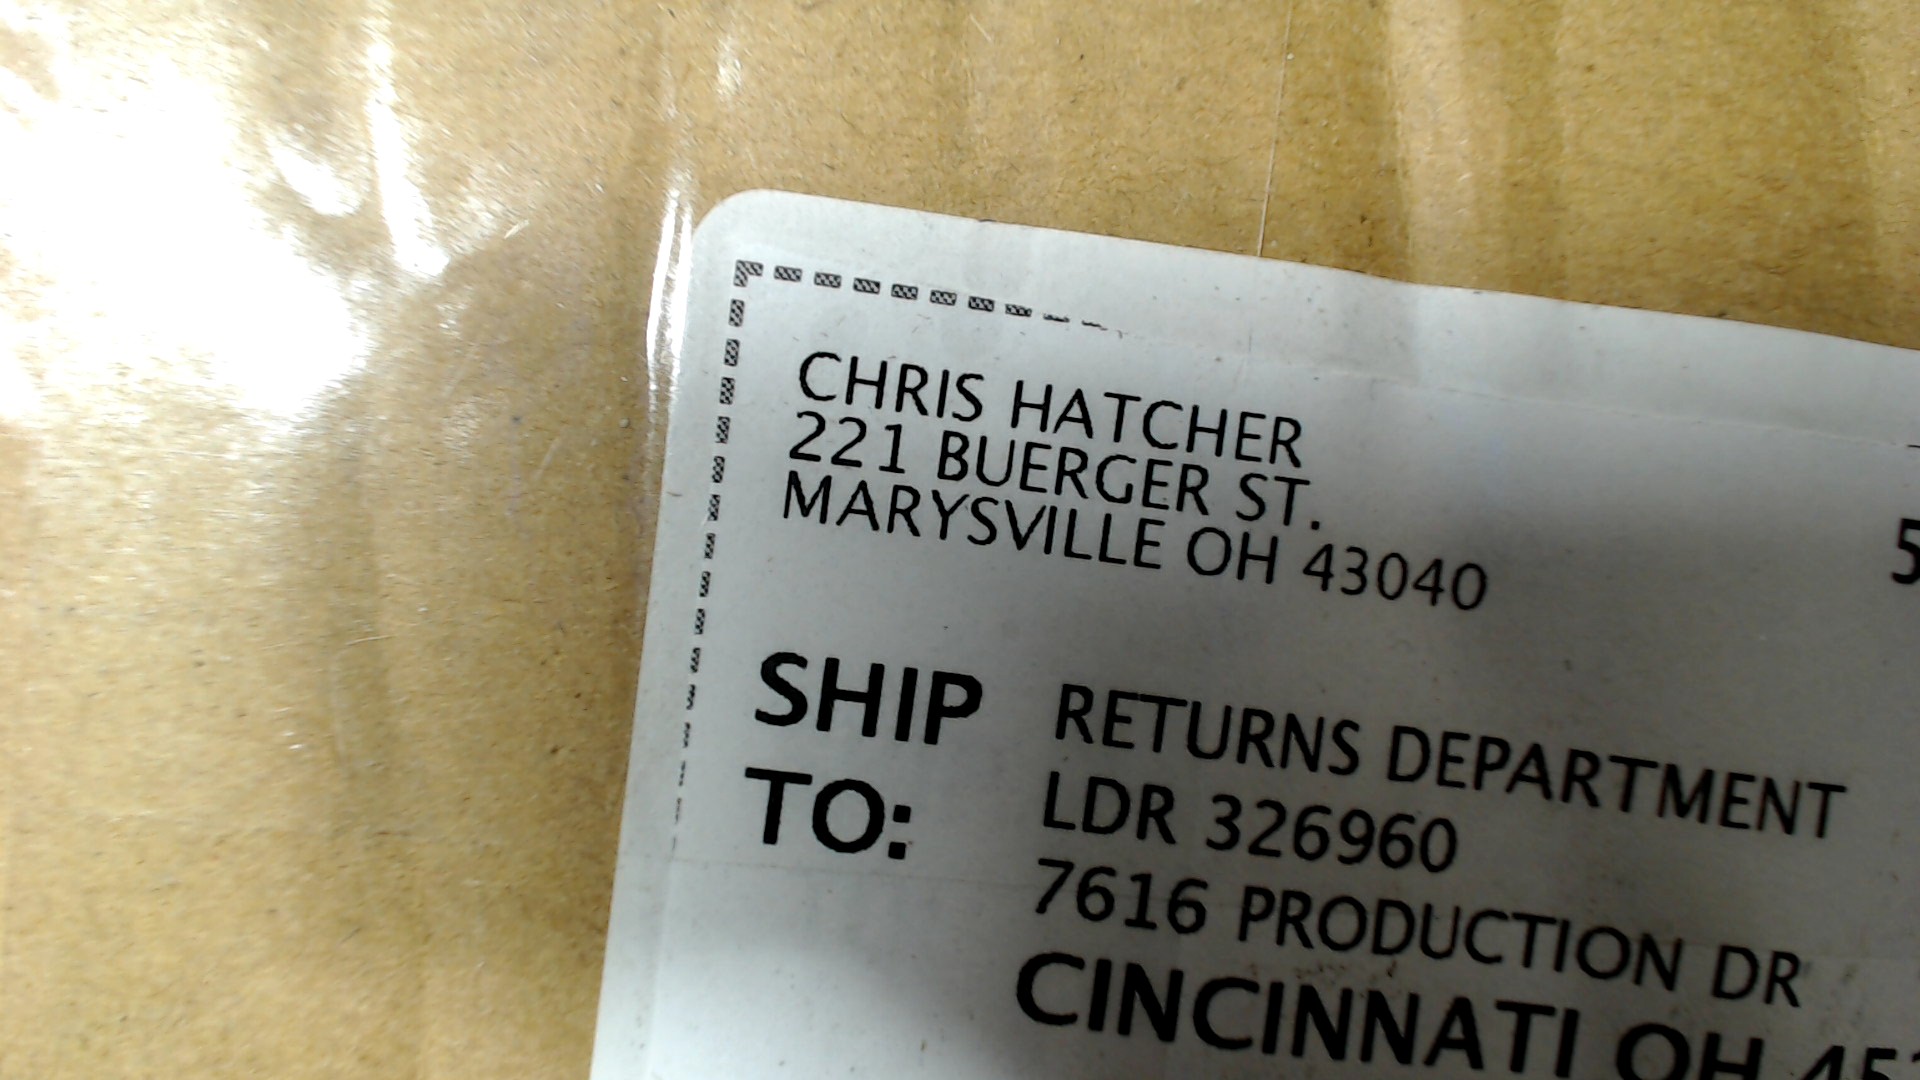 CHRIS HATCHER
221 BUERGER ST.
MARYSVILLE OH 43040
5
SHIP
TO:
RETURNS DEPARTMENT
LDR 326960
7616 PRODUCTION DR
CINCINNATI OH